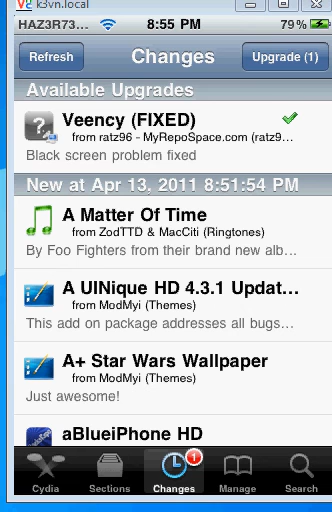 k3vn.local
HAZ3R73... 8:55 PM 79%
Refresh Changes Upgrade (1)
Available Upgrades
Veency (FIXED)
from ratz96 - MyRepoSpace.com (ratz9...
Black screen problem fixed
New at Apr 13, 2011 8:51:54 PM
A Matter Of Time
from ZodTTD & MacCiti (Ringtones)
By Foo Fighters from their brand new alb...
A UINique HD 4.3.1 Updat...
from ModMyi (Themes)
This add on package addresses all bugs...
A+ Star Wars Wallpaper
from ModMyi (Themes)
Just awesome!
aBlueiPhone HD
1
Cydia Sections Changes Manage Search